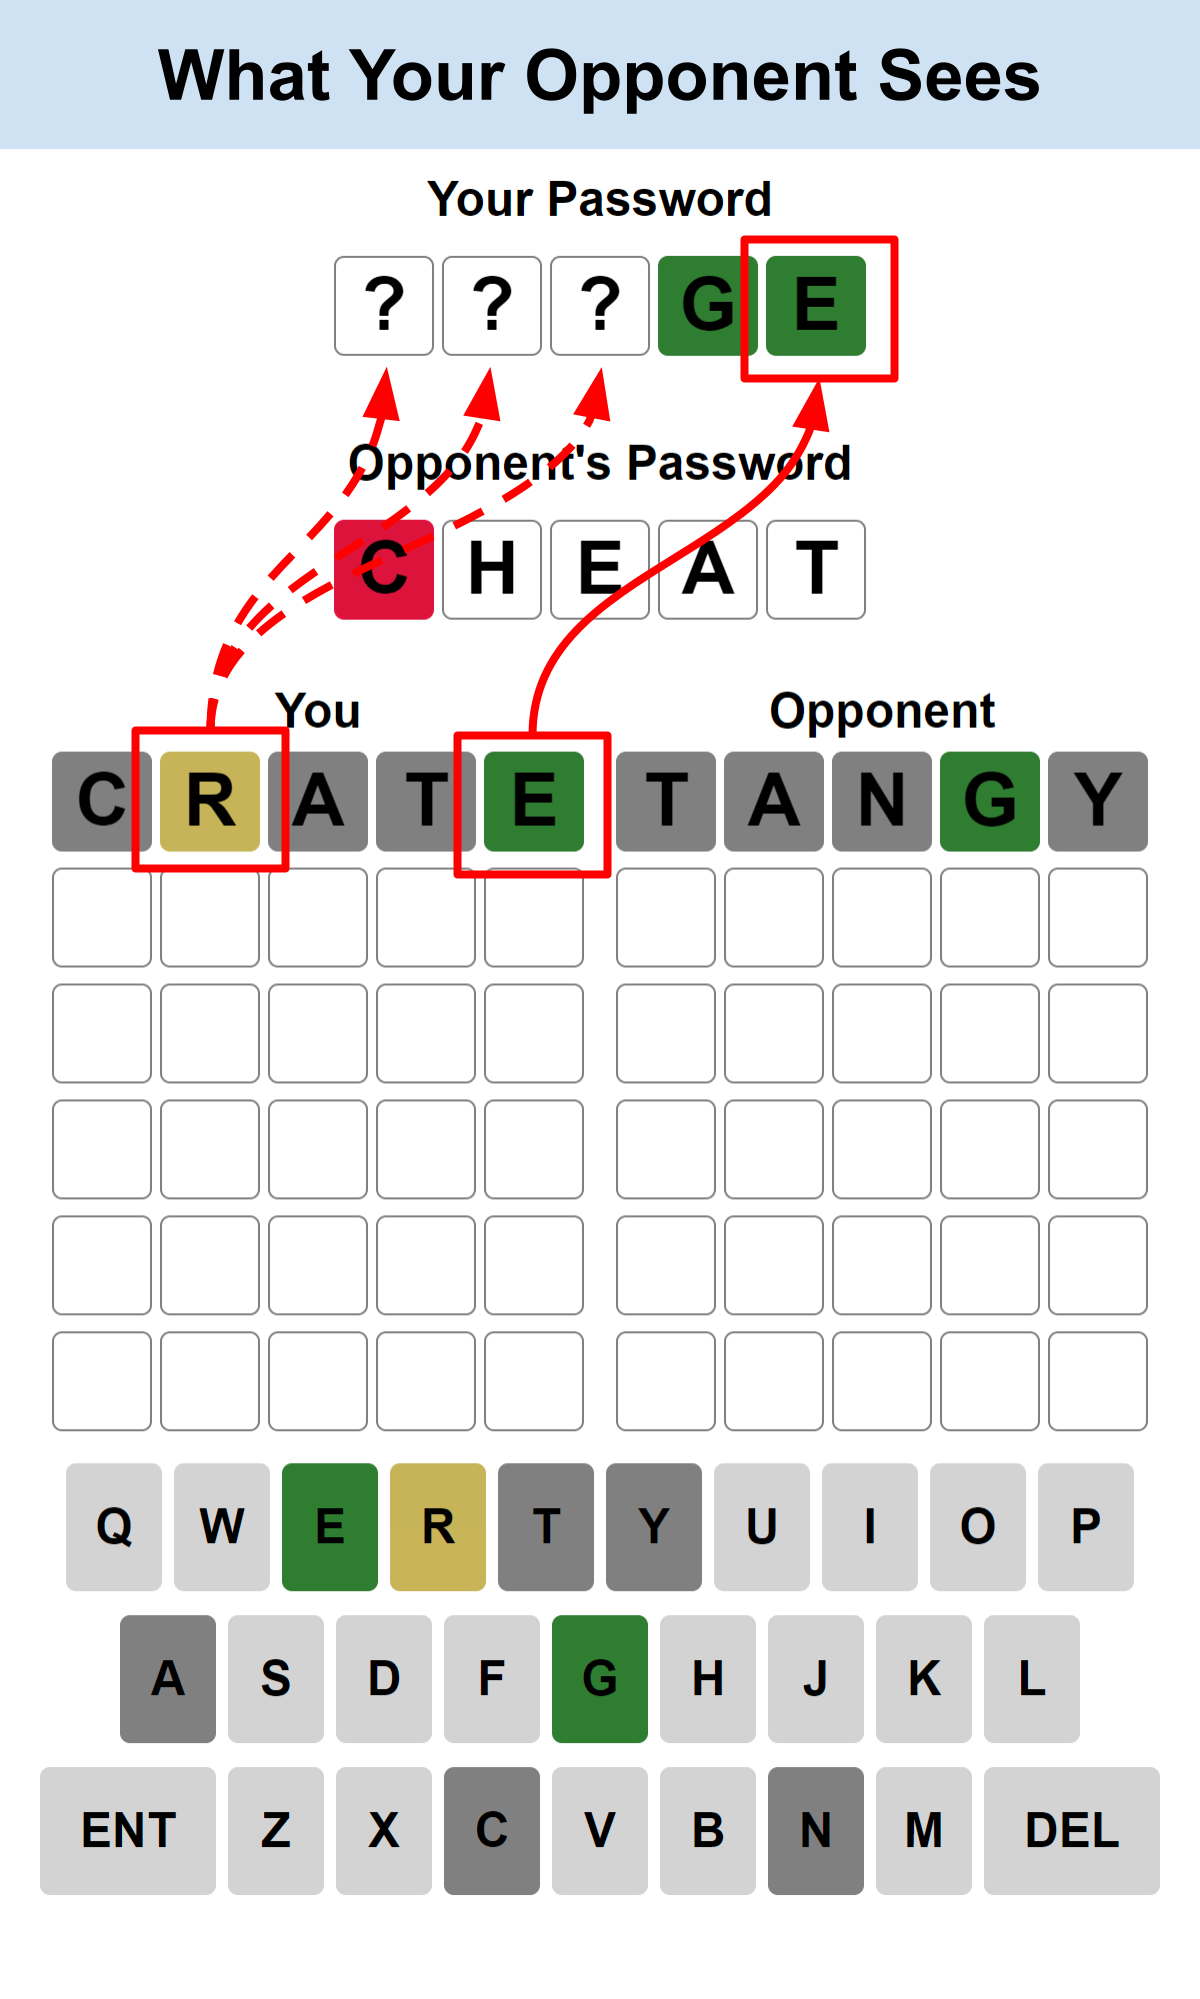 What Your Opponent Sees
Your Password
? ? ? G E
Opponent's Password
C H E A T
You Opponent
C R A T E T A N G Y
Q W E R T Y U I O P
A S D F G H J K L
ENT Z X C V B N M DEL